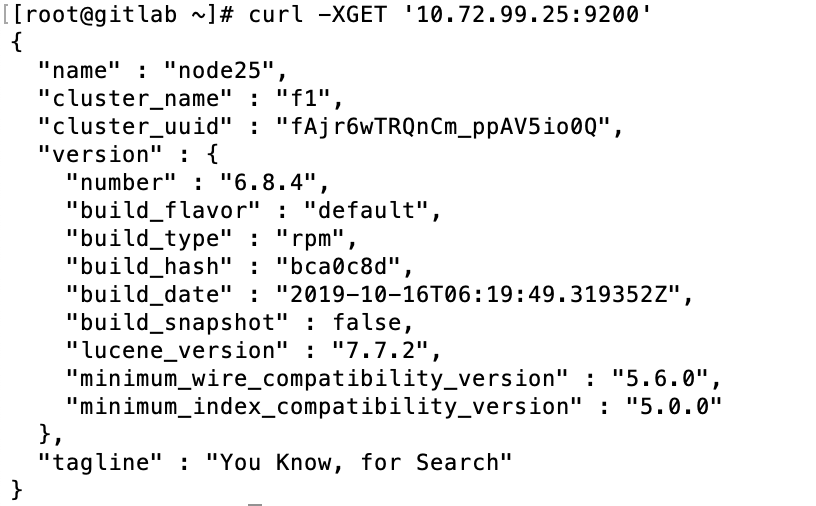 [[root@gitlab ~]# curl -XGET '10.72.99.25:9200'
{
  "name" : "node25",
  "cluster_name" : "f1",
  "cluster_uuid" : "fAjr6wTRQnCm_ppAV5io0Q",
  "version" : {
    "number" : "6.8.4",
    "build_flavor" : "default",
    "build_type" : "rpm",
    "build_hash" : "bca0c8d",
    "build_date" : "2019-10-16T06:19:49.319352Z",
    "build_snapshot" : false,
    "lucene_version" : "7.7.2",
    "minimum_wire_compatibility_version" : "5.6.0",
    "minimum_index_compatibility_version" : "5.0.0"
  },
  "tagline" : "You Know, for Search"
}